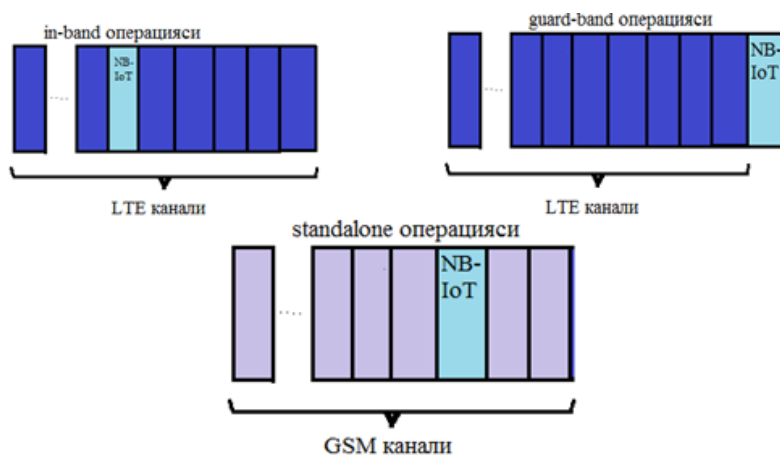 in-band операцияси
NB-
IoT
LTE канали
guard-band операцияси
NB-
IoT
LTE канали
standalone операцияси
NB-
IoT
GSM канали